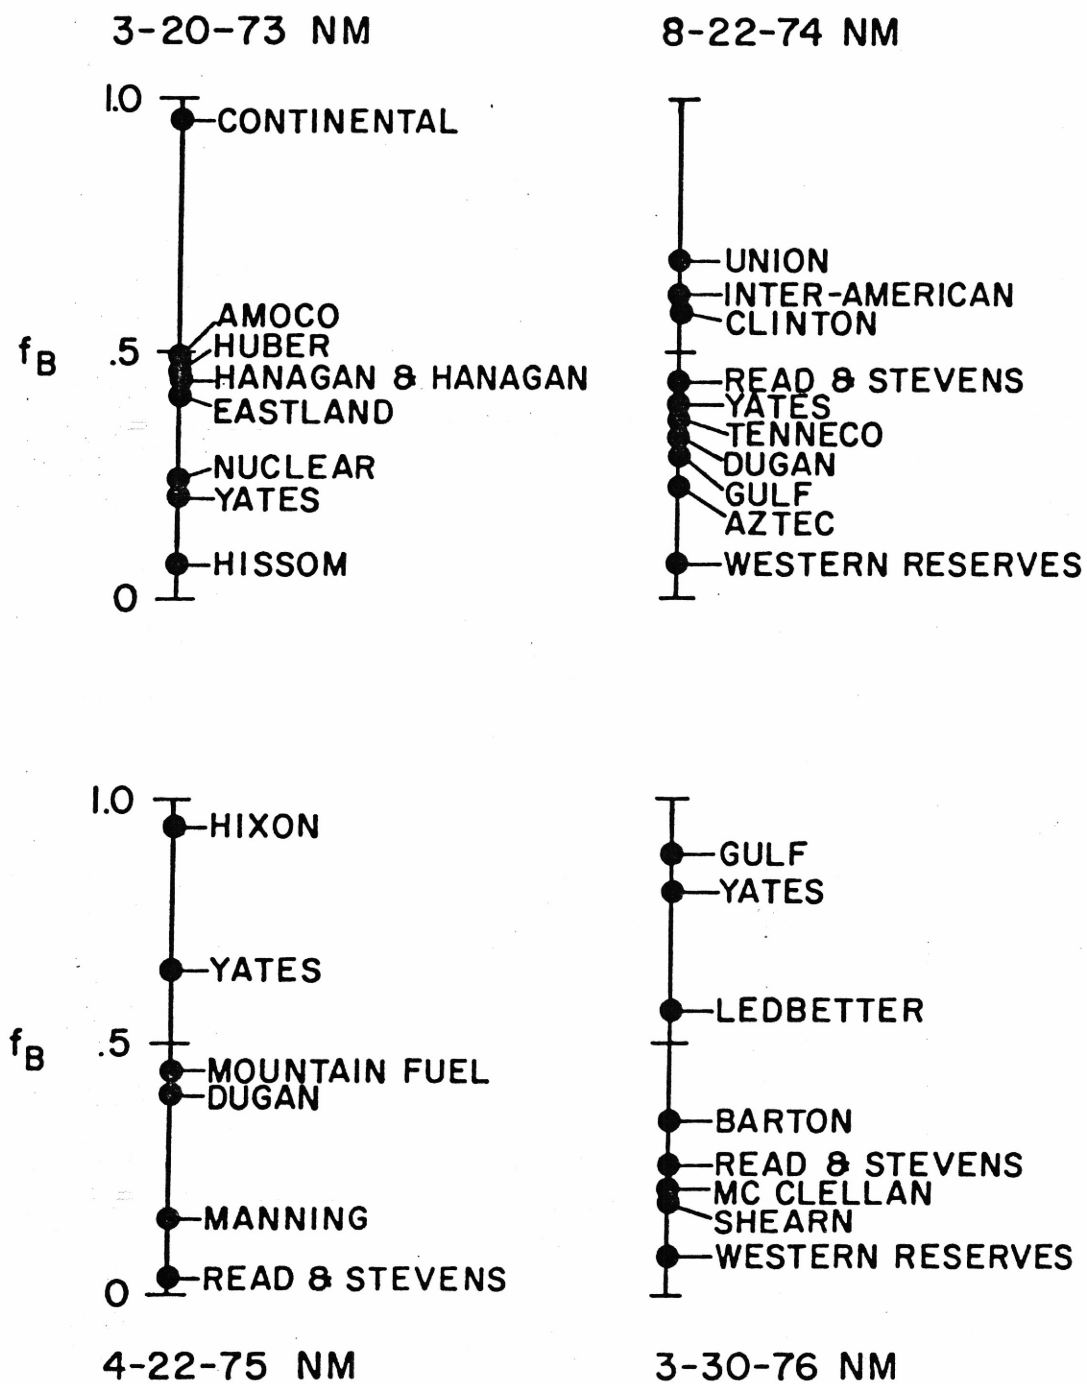 3-20-73 NM
1.0
CONTINENTAL
AMOCO
fB
.5
HUBER
HANAGAN & HANAGAN
EASTLAND
NUCLEAR
YATES
HISSOM
0
8-22-74 NM
UNION
INTER-AMERICAN
CLINTON
READ & STEVENS
YATES
TENNECO
DUGAN
GULF
AZTEC
WESTERN RESERVES
1.0
HIXON
YATES
fB
.5
MOUNTAIN FUEL
DUGAN
MANNING
READ & STEVENS
0
4-22-75 NM
GULF
YATES
LEDBETTER
BARTON
READ & STEVENS
MC CLELLAN
SHEARN
WESTERN RESERVES
3-30-76 NM